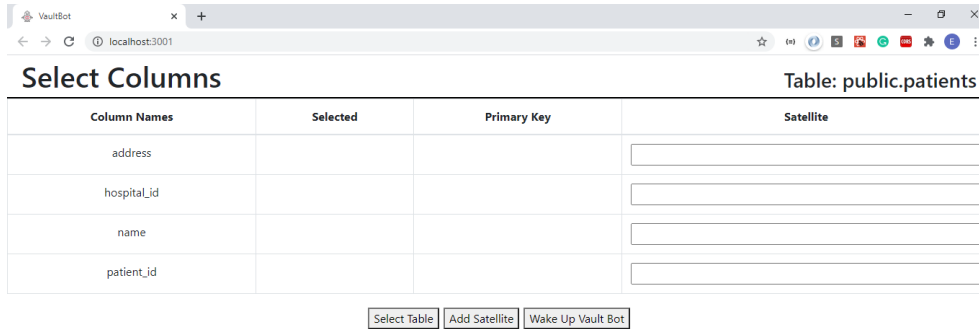 VaultBot
localhost:3001
Select Columns
Table: public.patients
Column Names Selected Primary Key Satellite
address
hospital_id
name
patient_id
Select Table Add Satellite Wake Up Vault Bot